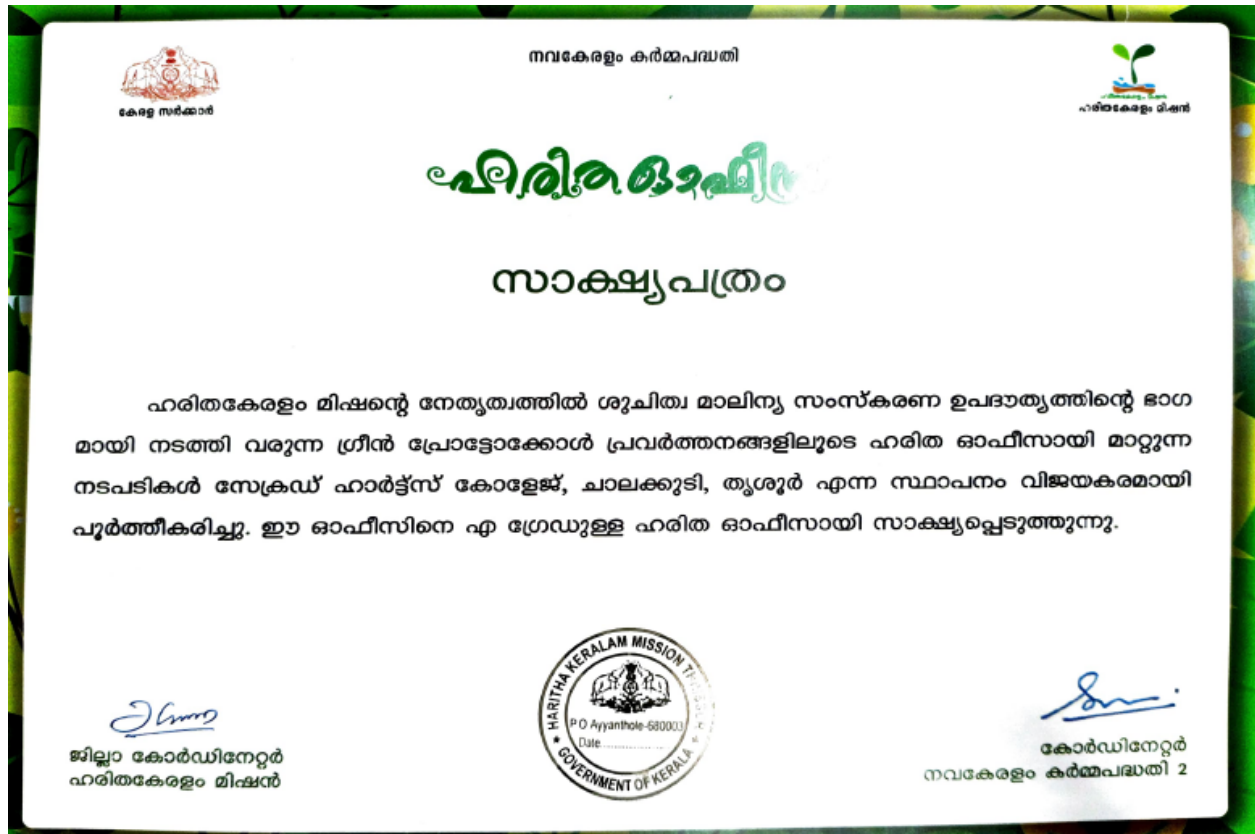 നവകേരളം കർമ്മപദ്ധതി
കേരള സർക്കാർ
ഹരിതകേരളം മിഷൻ
ഹരിത ഓഫീസ്
സാക്ഷ്യപത്രം
ഹരിതകേരളം മിഷന്റെ നേതൃത്വത്തിൽ ശുചിത്വ മാലിന്യ സംസ്കരണ ഉപദൗത്യത്തിന്റെ ഭാഗ
മായി നടത്തി വരുന്ന ഗ്രീൻ പ്രോട്ടോക്കോൾ പ്രവർത്തനങ്ങളിലൂടെ ഹരിത ഓഫീസായി മാറ്റുന്ന
നടപടികൾ സേക്രഡ് ഹാർട്ട്സ് കോളേജ്, ചാലക്കുടി, തൃശൂർ എന്ന സ്ഥാപനം വിജയകരമായി
പൂർത്തീകരിച്ചു. ഈ ഓഫീസിനെ എ ഗ്രേഡുള്ള ഹരിത ഓഫീസായി സാക്ഷ്യപ്പെടുത്തുന്നു.
HARITHA KERALAM MISSION
P O Ayyanthole-680003
Date................
* GOVERNMENT OF KERALA *
ജില്ലാ കോർഡിനേറ്റർ
ഹരിതകേരളം മിഷൻ
കോർഡിനേറ്റർ
നവകേരളം കർമ്മപദ്ധതി 2